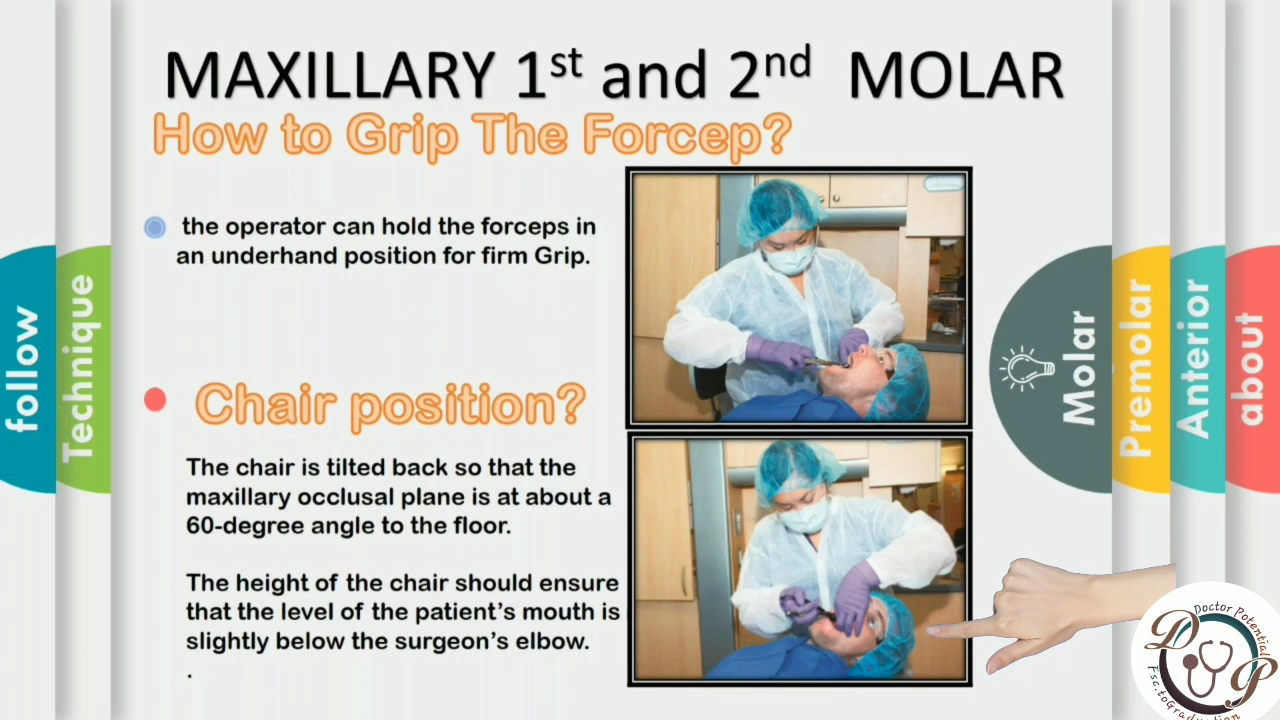 MAXILLARY 1st and 2nd MOLAR
How to Grip The Forcep?
the operator can hold the forceps in
an underhand position for firm Grip.
Chair position?
The chair is tilted back so that the
maxillary occlusal plane is at about a
60-degree angle to the floor.
The height of the chair should ensure
that the level of the patient's mouth is
slightly below the surgeon's elbow.
.
follow
Technique
Molar
Premolar
Anterior
about
Doctor Potential
D P
Fsc.toGraduation